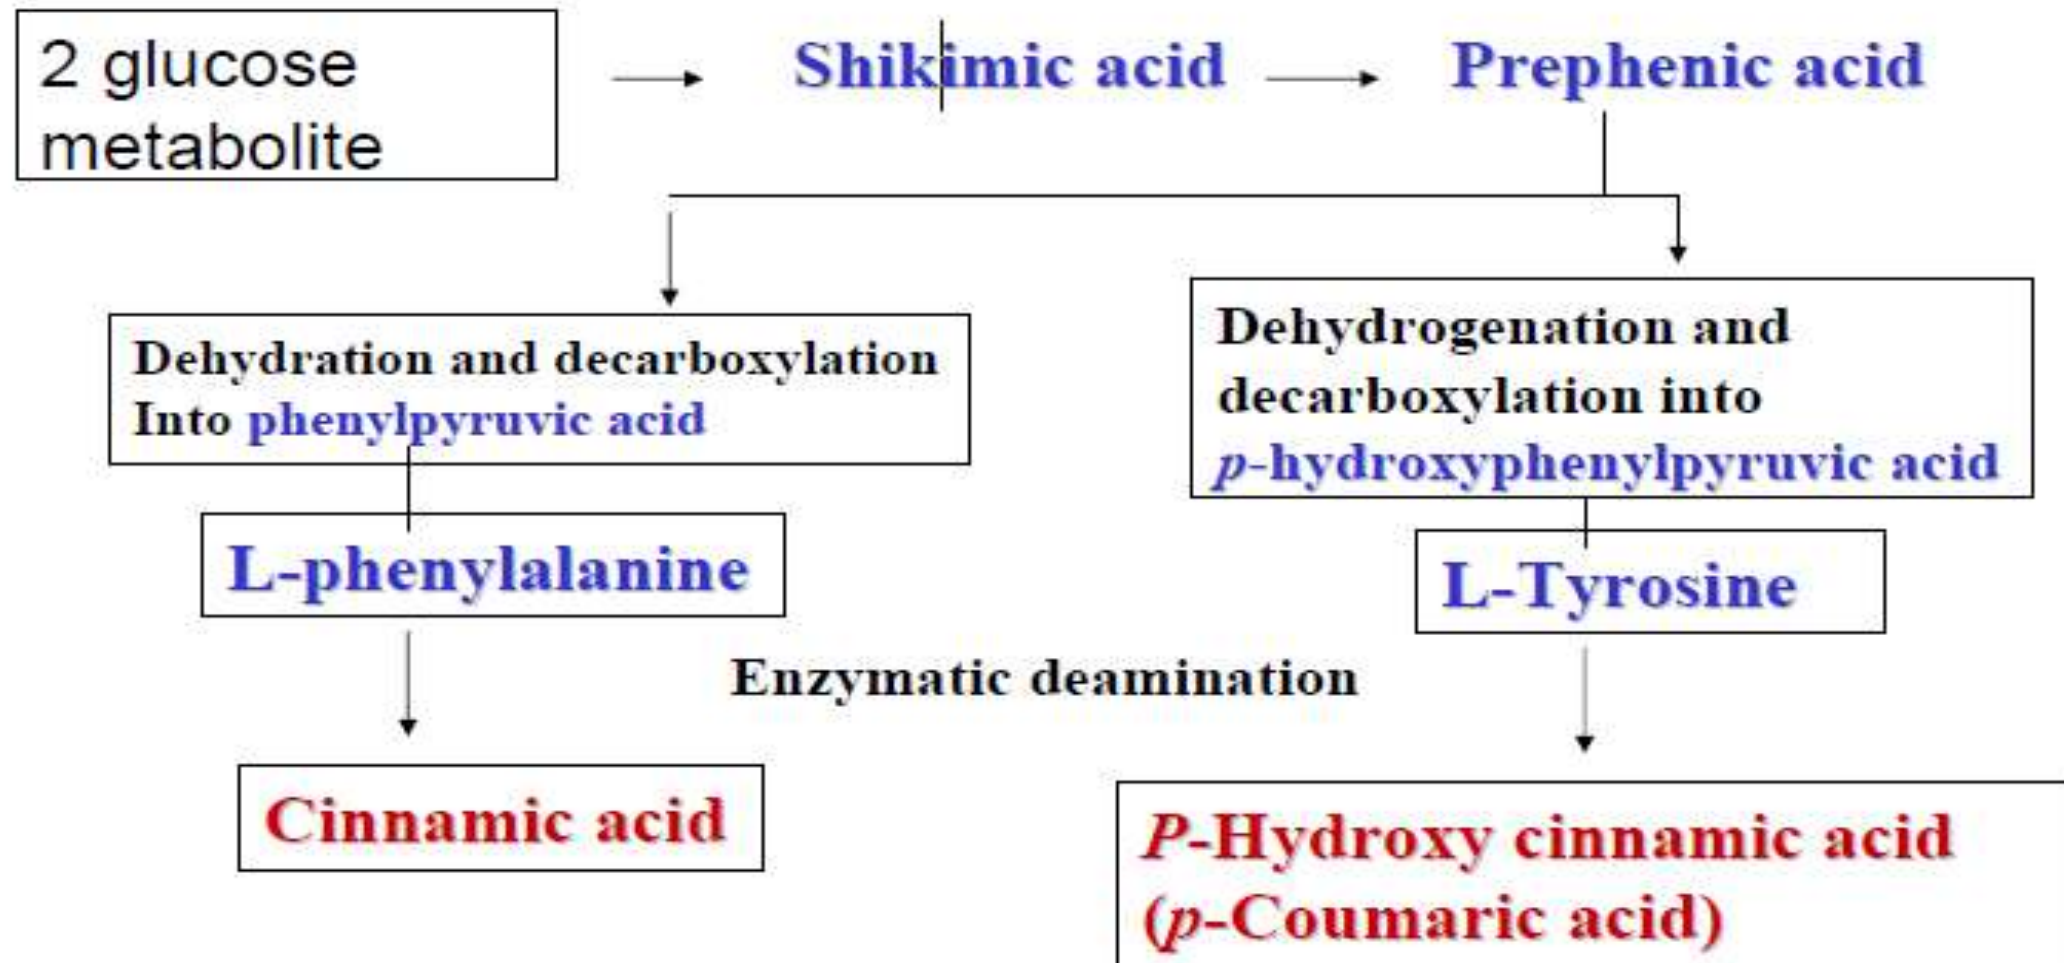 2 glucose
metabolite
Shikimic acid
Prephenic acid
Dehydration and decarboxylation
Into phenylpyruvic acid
Dehydrogenation and
decarboxylation into
p-hydroxyphenylpyruvic acid
L-phenylalanine
L-Tyrosine
Enzymatic deamination
Cinnamic acid
P-Hydroxy cinnamic acid
(p-Coumaric acid)